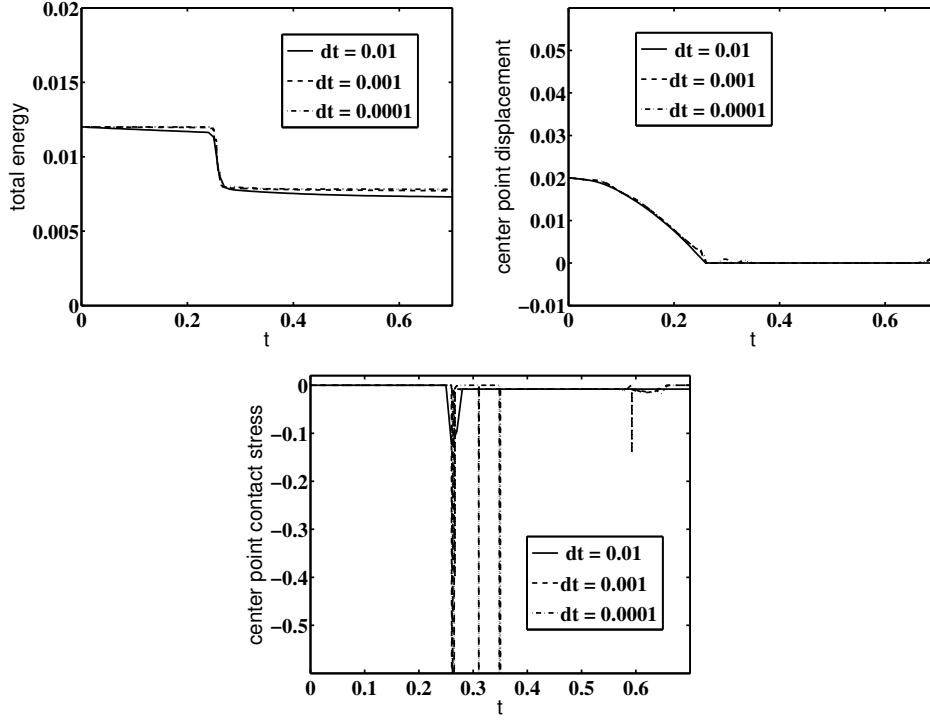 0.02
0.015
0.01
0.005
0
total energy
dt = 0.01
dt = 0.001
dt = 0.0001
0 0.2 0.4 0.6
t
0.05
0.04
0.03
0.02
0.01
0
−0.01
center point displacement
dt = 0.01
dt = 0.001
dt = 0.0001
0 0.2 0.4 0.6
t
0
−0.1
−0.2
−0.3
−0.4
−0.5
center point contact stress
dt = 0.01
dt = 0.001
dt = 0.0001
0 0.1 0.2 0.3 0.4 0.5 0.6
t